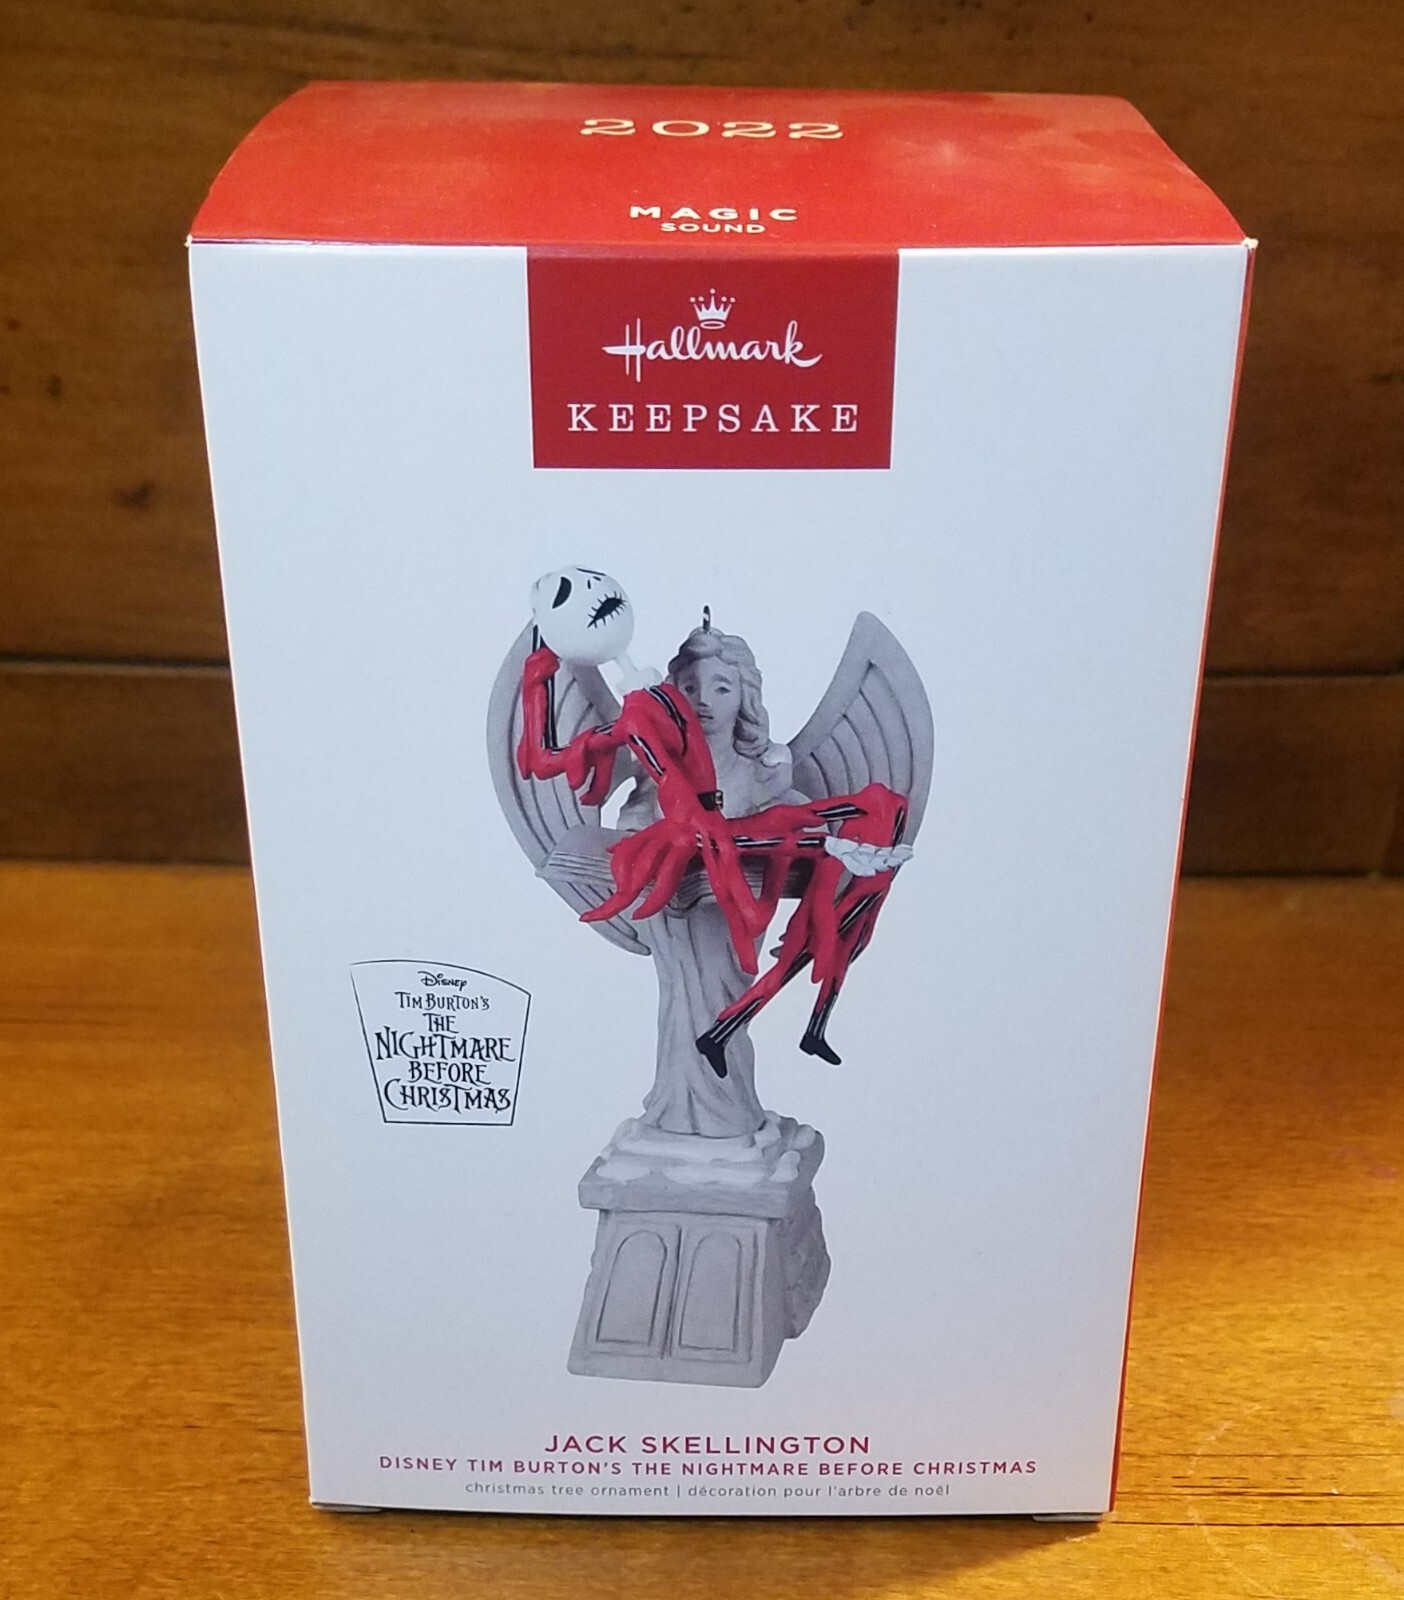 2022
MAGIC
SOUND
Hallmark
KEEPSAKE
Disney
TIM BURTON'S
THE
NIGHTMARE
BEFORE
CHRISTMAS
JACK SKELLINGTON
DISNEY TIM BURTON'S THE NIGHTMARE BEFORE CHRISTMAS
christmas tree ornament | décoration pour l'arbre de noël